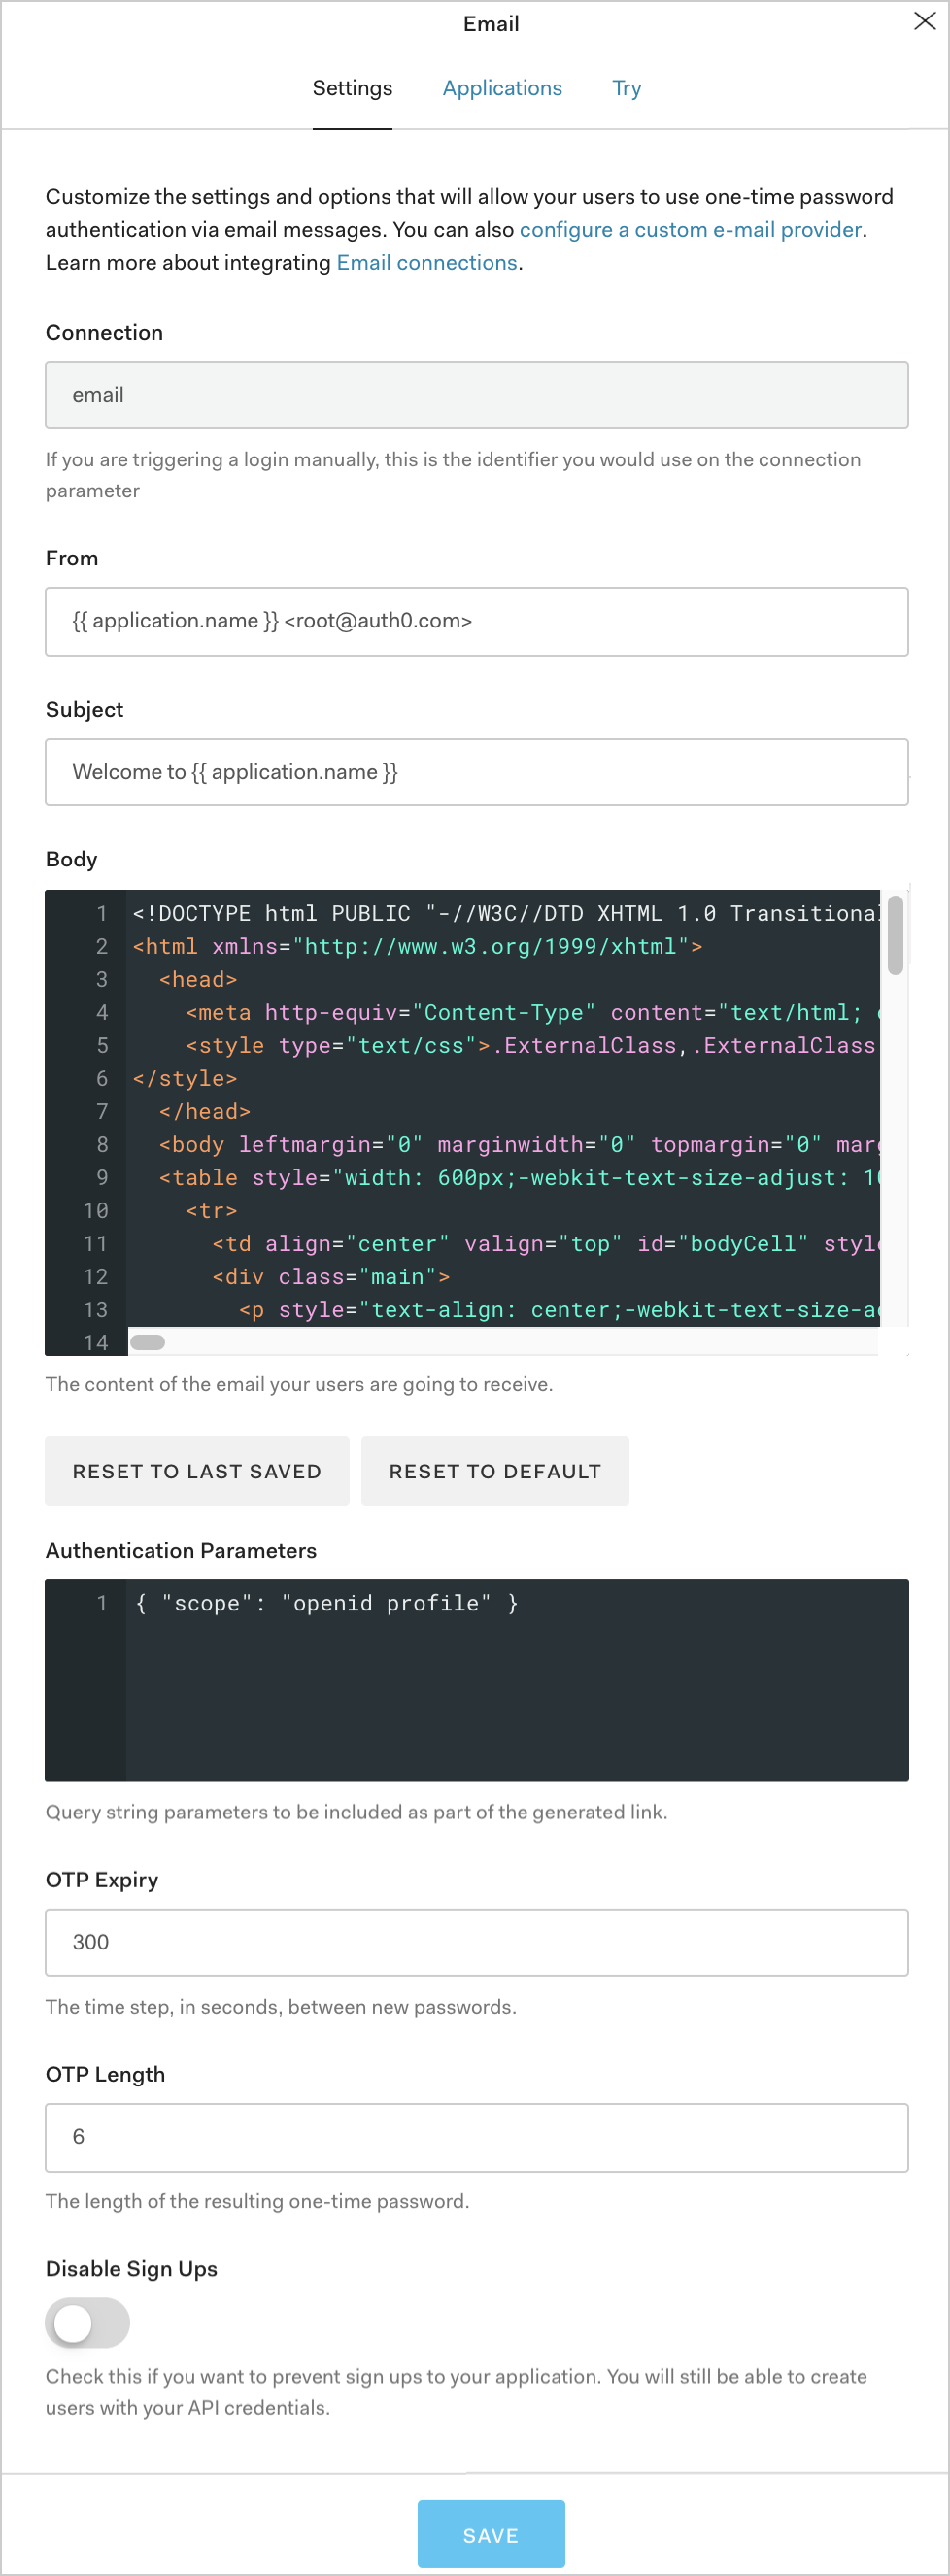 Email
Settings Applications Try
Customize the settings and options that will allow your users to use one-time password
authentication via email messages. You can also configure a custom e-mail provider.
Learn more about integrating Email connections.
Connection
email
If you are triggering a login manually, this is the identifier you would use on the connection
parameter
From
{{ application.name }} <root@auth0.com>
Subject
Welcome to {{ application.name }}
Body
1 <!DOCTYPE html PUBLIC "-//W3C//DTD XHTML 1.0 Transitional
2 <html xmlns="http://www.w3.org/1999/xhtml">
3 <head>
4 <meta http-equiv="Content-Type" content="text/html;
5 <style type="text/css">.ExternalClass,.ExternalClass
6 </style>
7 </head>
8 <body leftmargin="0" marginwidth="0" topmargin="0" marg
9 <table style="width: 600px;-webkit-text-size-adjust: 10
10 <tr>
11 <td align="center" valign="top" id="bodyCell" style
12 <div class="main">
13 <p style="text-align: center;-webkit-text-size-ad
14
The content of the email your users are going to receive.
RESET TO LAST SAVED RESET TO DEFAULT
Authentication Parameters
1 { "scope": "openid profile" }
Query string parameters to be included as part of the generated link.
OTP Expiry
300
The time step, in seconds, between new passwords.
OTP Length
6
The length of the resulting one-time password.
Disable Sign Ups
Check this if you want to prevent sign ups to your application. You will still be able to create
users with your API credentials.
SAVE